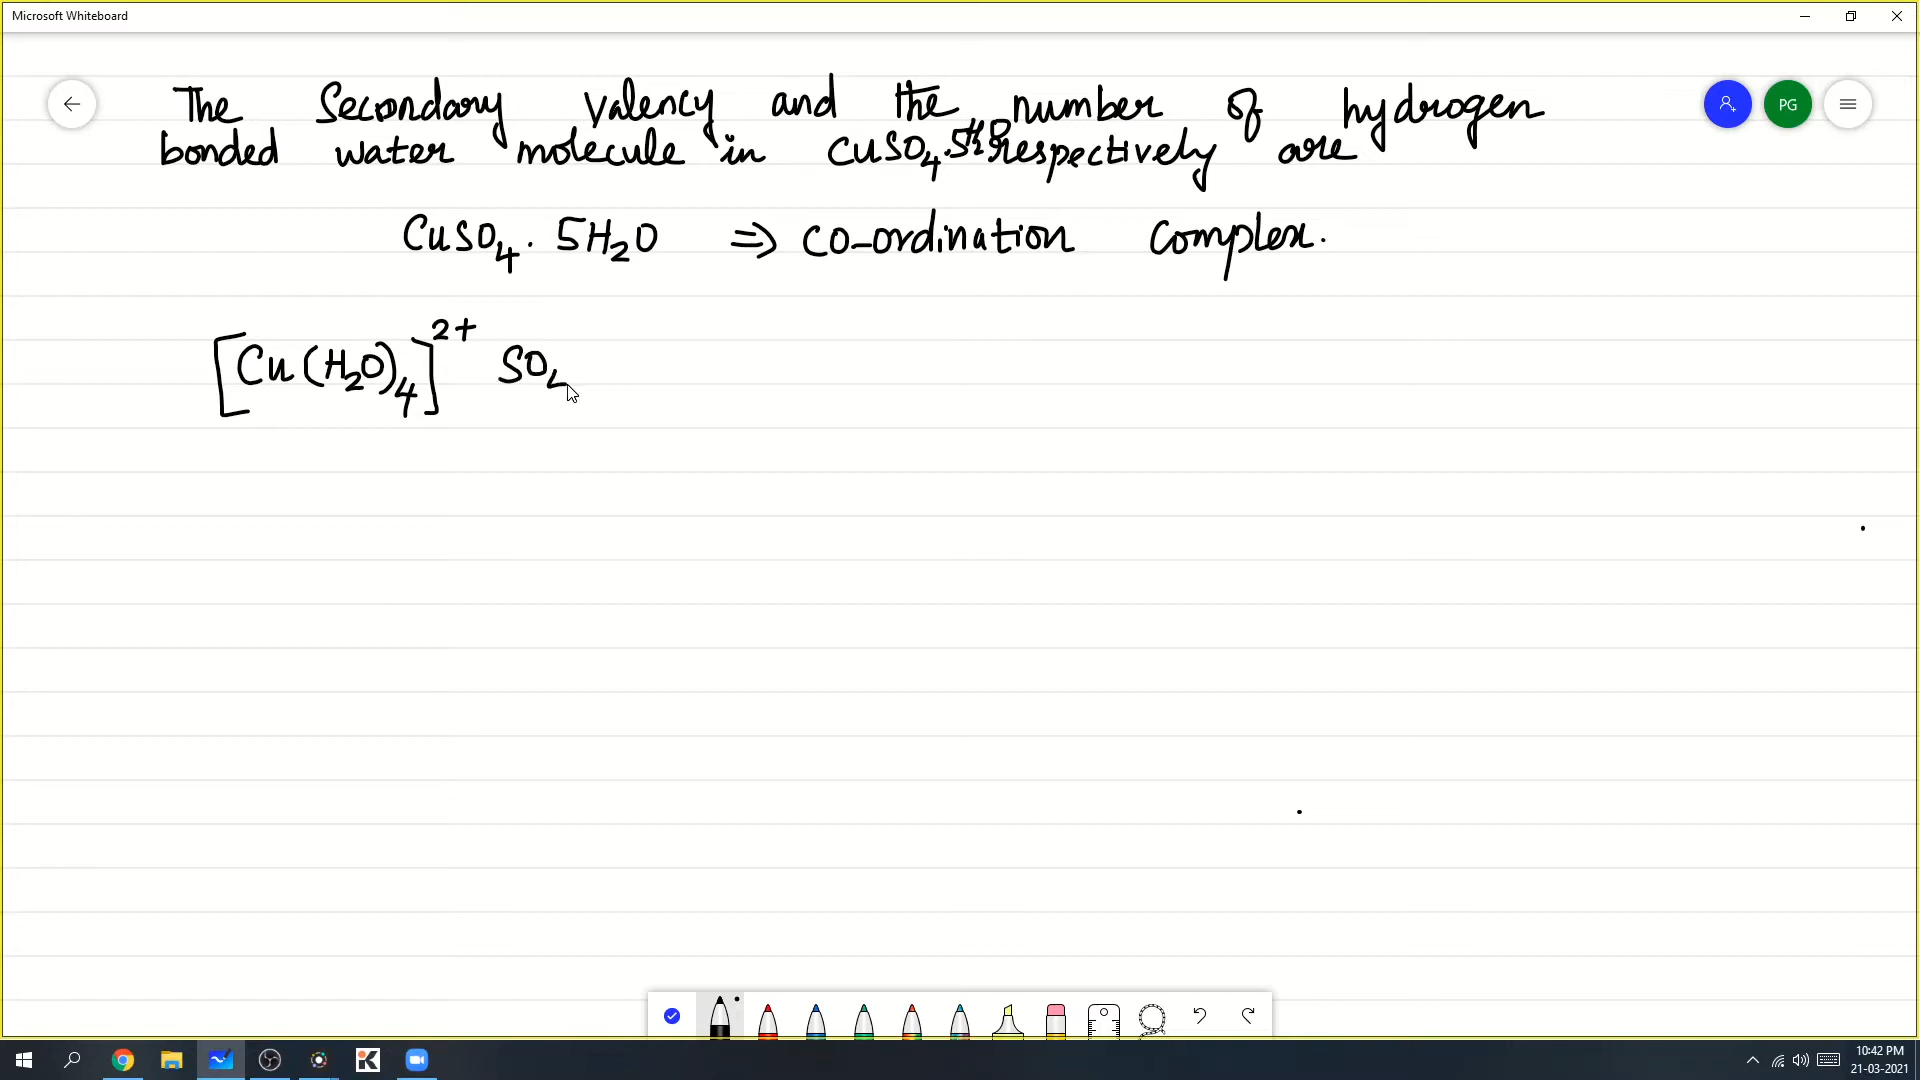 Microsoft Whiteboard
The Secondary valency and the number of hydrogen
bonded water molecule in CuSO4.5H2O respectively are
PG
CuSO4. 5H2O ⇒ co-ordination complex.
[Cu(H2O)4]2+ SO4
10:42 PM
21-03-2021